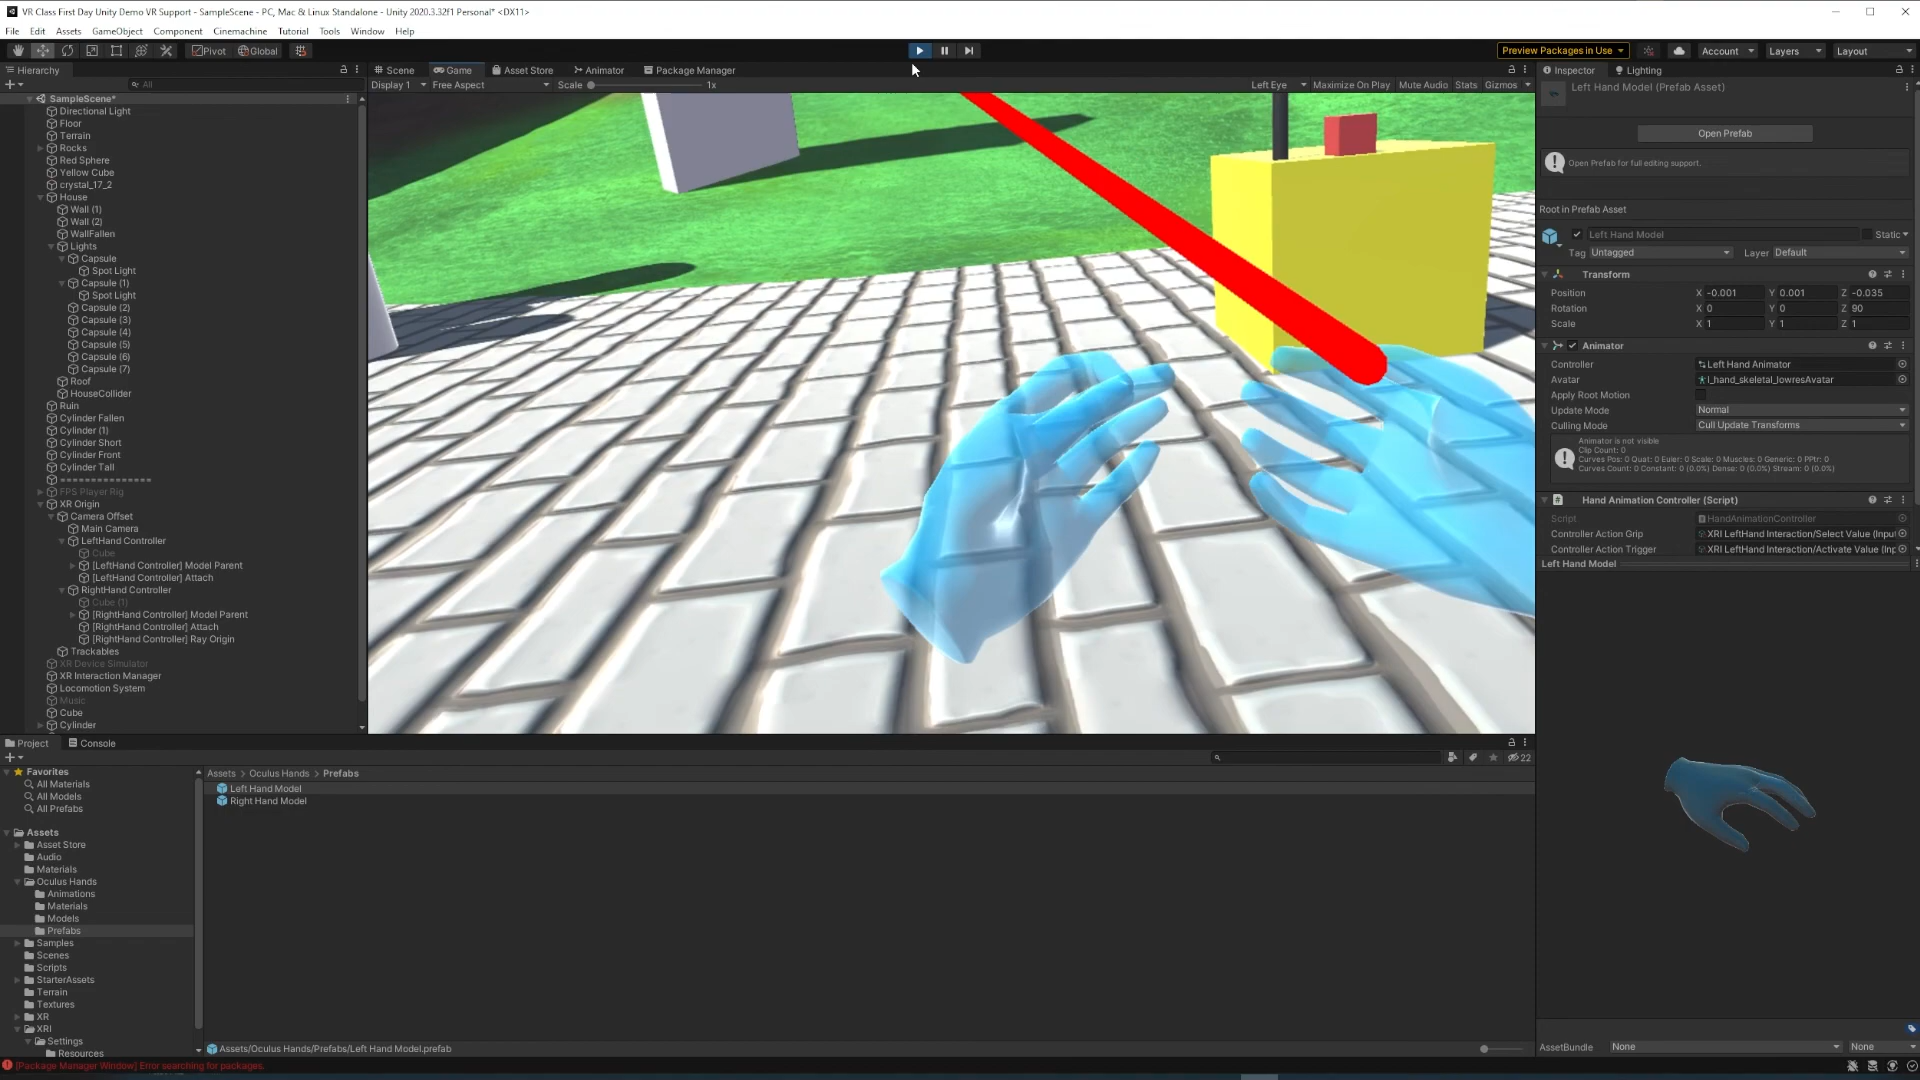 VR Class First Day Unity Demo VR Support - SampleScene - PC, Mac & Linux Standalone - Unity 2020.3.32f1 Personal* <DX11>
File Edit Assets GameObject Component Cinemachine Tutorial Tools Window Help
Pivot Global Preview Packages in Use Account Layers Layout
Hierarchy
All
SampleScene*
Directional Light
Floor
Terrain
Rocks
Red Sphere
Yellow Cube
crystal_17_2
House
Wall (1)
Wall (2)
WallFallen
Lights
Capsule
Spot Light
Capsule (1)
Spot Light
Capsule (2)
Capsule (3)
Capsule (4)
Capsule (5)
Capsule (6)
Capsule (7)
Roof
HouseCollider
Ruin
Cylinder Fallen
Cylinder (1)
Cylinder Short
Cylinder Front
Cylinder Tall
===============
FPS Player Rig
XR Origin
Camera Offset
Main Camera
LeftHand Controller
Cube
[LeftHand Controller] Model Parent
[LeftHand Controller] Attach
RightHand Controller
Cube (1)
[RightHand Controller] Model Parent
[RightHand Controller] Attach
[RightHand Controller] Ray Origin
Trackables
XR Device Simulator
XR Interaction Manager
Locomotion System
Music
Cube
Cylinder
Scene Game Asset Store Animator Package Manager
Display 1 Free Aspect Scale 1x Left Eye Maximize On Play Mute Audio Stats Gizmos
Inspector Lighting
Left Hand Model (Prefab Asset)
Open Prefab
Open Prefab for full editing support.
Root in Prefab Asset
Left Hand Model Static
Tag Untagged Layer Default
Transform
Position X -0.001 Y 0.001 Z -0.035
Rotation X 0 Y 0 Z 90
Scale X 1 Y 1 Z 1
Animator
Controller Left Hand Animator
Avatar l_hand_skeletal_lowresAvatar
Apply Root Motion
Update Mode Normal
Culling Mode Cull Update Transforms
Animator is not visible
Clip Count: 0
Curves Pos: 0 Quat: 0 Euler: 0 Scale: 0 Muscles: 0 Generic: 0 PPtr: 0
Curves Count: 0 Constant: 0 (0.0%) Dense: 0 (0.0%) Stream: 0 (0.0%)
Hand Animation Controller (Script)
Script HandAnimationController
Controller Action Grip XRI LeftHand Interaction/Select Value (Input
Controller Action Trigger XRI LeftHand Interaction/Activate Value (Inp
Left Hand Model
AssetBundle None None
Project Console
22
Favorites
All Materials
All Models
All Prefabs
Assets
Asset Store
Audio
Materials
Oculus Hands
Animations
Materials
Models
Prefabs
Samples
Scenes
Scripts
StarterAssets
Terrain
Textures
XR
XRI
Settings
Resources
Assets > Oculus Hands > Prefabs
Left Hand Model
Right Hand Model
Assets/Oculus Hands/Prefabs/Left Hand Model.prefab
[Package Manager Window] Error searching for packages.